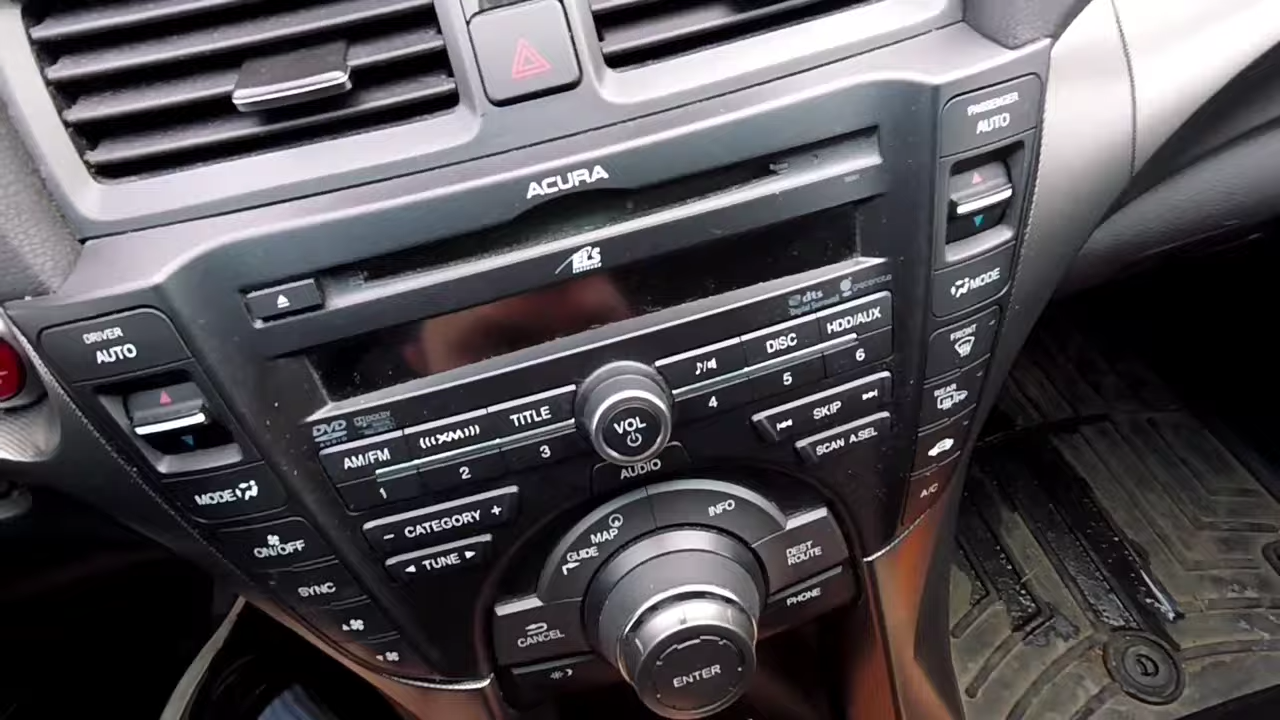 PASSENGER
AUTO
ACURA
ELS
SURROUND
MODE
dts
Digital Surround
gracenote
DRIVER
AUTO
HDD/AUX
DISC
FRONT
6
5
4
TITLE
VOL
DVD
AUDIO
DOLBY
XM
AM/FM
3
2
1
SKIP
REAR
SCAN A.SEL
AUDIO
MODE
- CATEGORY +
TUNE
INFO
MAP
GUIDE
A/C
ON/OFF
DEST
ROUTE
SYNC
PHONE
CANCEL
ENTER